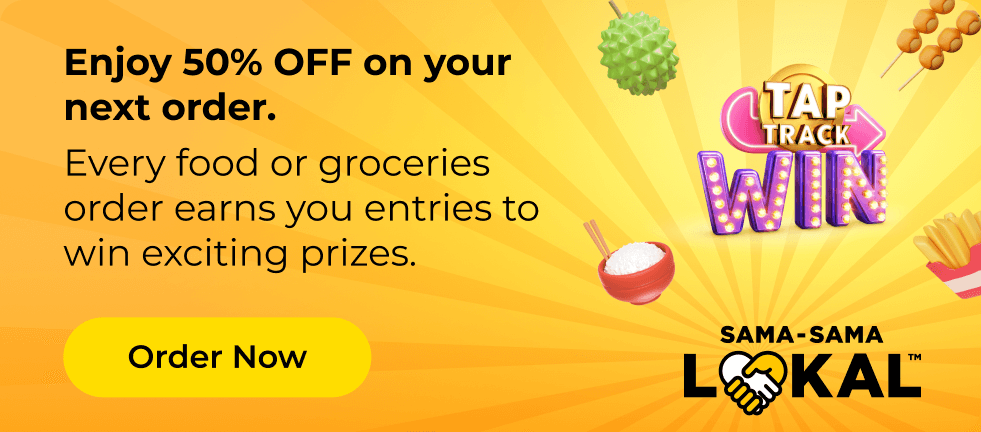 Enjoy 50% OFF on your
next order.
Every food or groceries
order earns you entries to
win exciting prizes.
Order Now
TAP
TRACK
WIN
SAMA-SAMA
LOKAL™